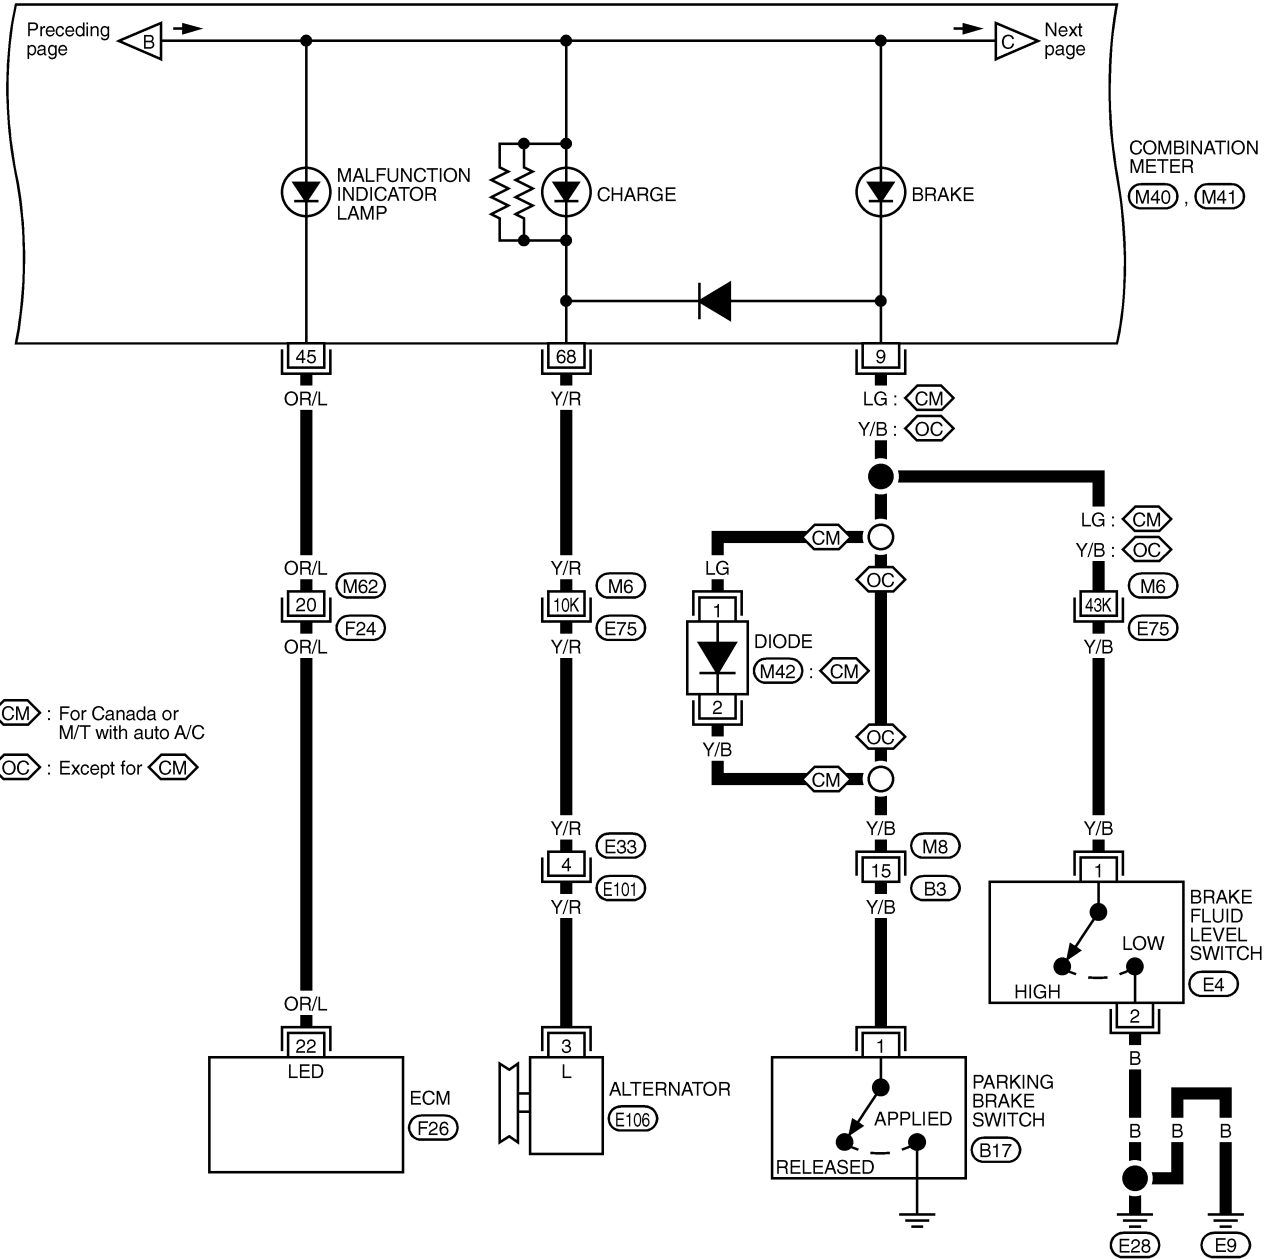 Preceding
page
B
C
Next
page
MALFUNCTION
INDICATOR
LAMP
CHARGE
BRAKE
COMBINATION
METER
M40 , M41
45
68
9
OR/L
Y/R
LG : CM
Y/B : OC
CM
LG : CM
OC
Y/B : OC
OR/L
Y/R
LG
M62
M6
M6
20
10K
1
43K
F24
E75
E75
OR/L
Y/R
Y/B
DIODE
M42 : CM
2
CM : For Canada or
M/T with auto A/C
OC
Y/B
OC : Except for CM
CM
Y/R
Y/B
Y/B
E33
M8
4
15
1
E101
B3
Y/R
Y/B
BRAKE
FLUID
LEVEL
SWITCH
E4
LOW
HIGH
OR/L
2
22
3
1
LED
L
B
ECM
F26
ALTERNATOR
E106
PARKING
BRAKE
SWITCH
B17
APPLIED
RELEASED
B
B
B
E28
E9